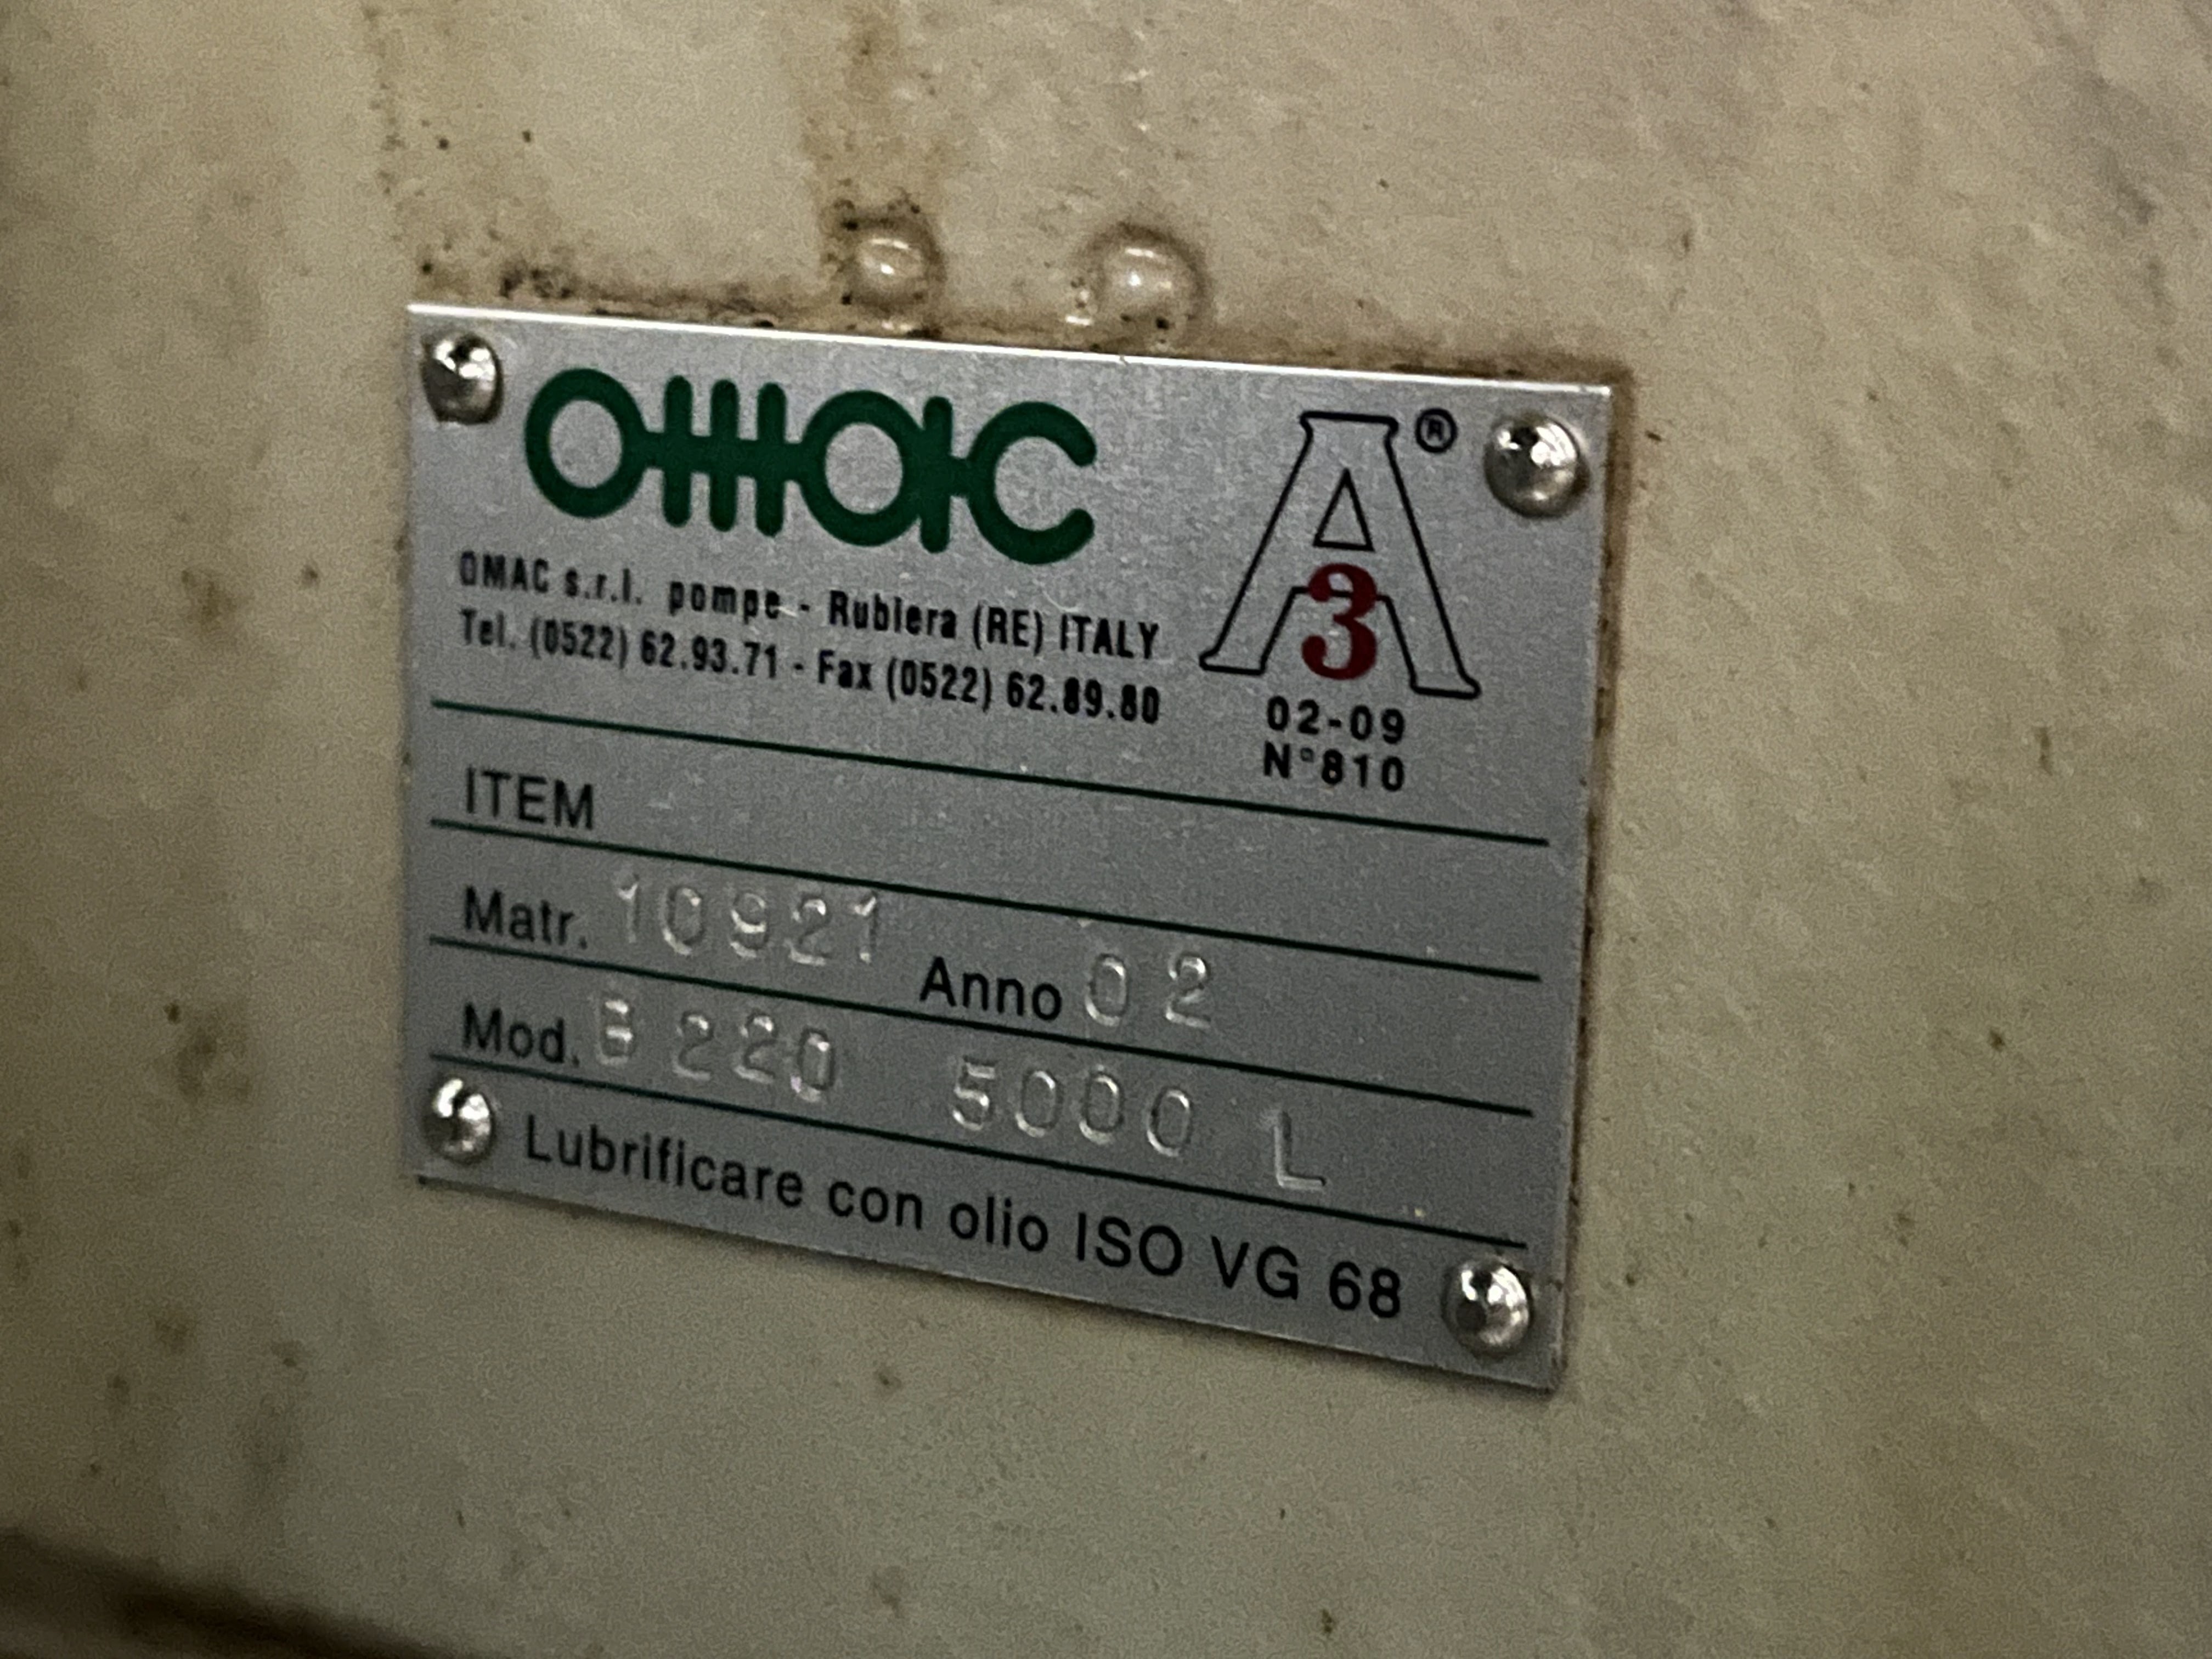 OMAC
A ®
3
OMAC s.r.l. pompe - Rubiera (RE) ITALY
Tel. (0522) 62.93.71 - Fax (0522) 62.89.80
02-09
N°810
ITEM
Matr. 10921 Anno 02
Mod. B 220 5000 L
Lubrificare con olio ISO VG 68